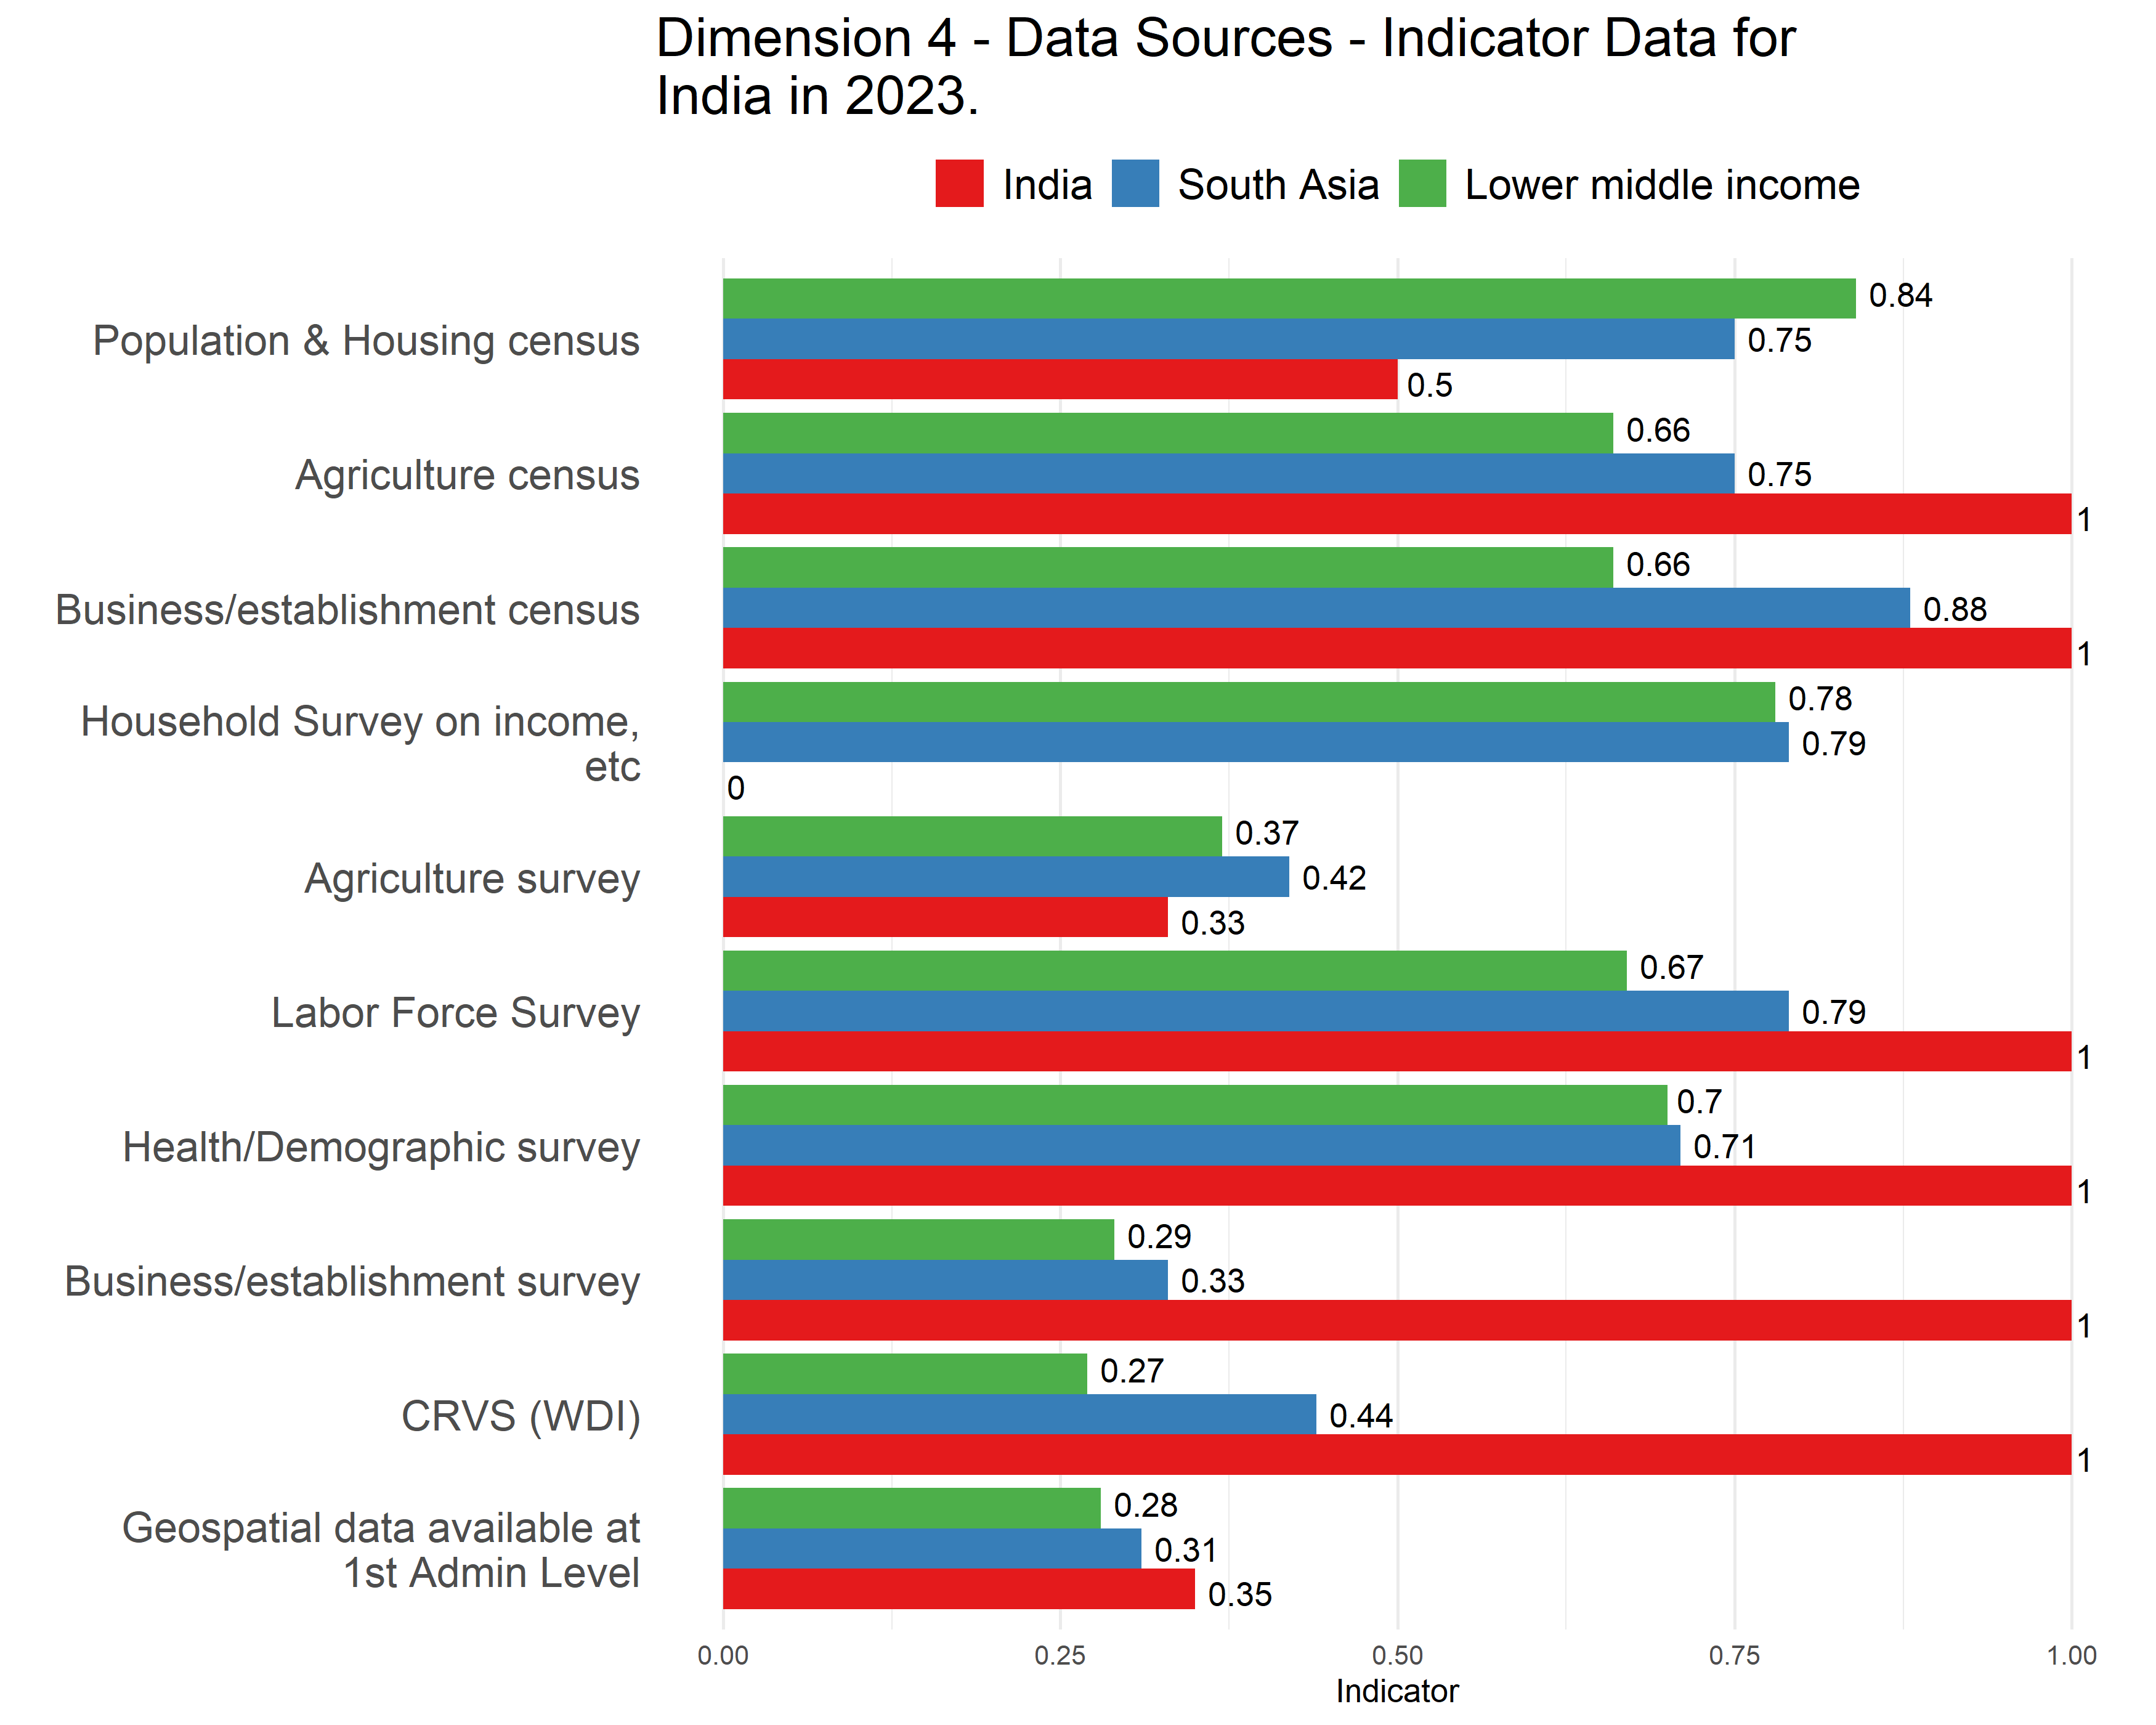 Dimension 4 - Data Sources - Indicator Data for
India in 2023.
India
South Asia
Lower middle income
Population & Housing census
0.84
0.75
0.5
Agriculture census
0.66
0.75
1
Business/establishment census
0.66
0.88
1
Household Survey on income,
etc
0.78
0.79
0
Agriculture survey
0.37
0.42
0.33
Labor Force Survey
0.67
0.79
1
Health/Demographic survey
0.7
0.71
1
Business/establishment survey
0.29
0.33
1
CRVS (WDI)
0.27
0.44
1
Geospatial data available at
1st Admin Level
0.28
0.31
0.35
0.00
0.25
0.50
0.75
1.00
Indicator